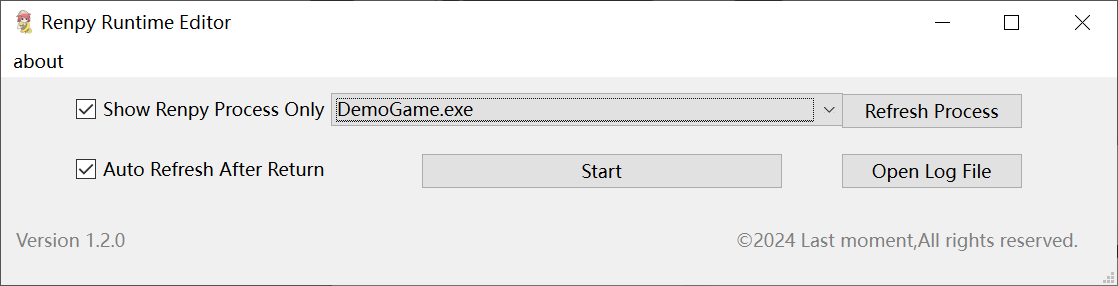 Renpy Runtime Editor
about
Show Renpy Process Only DemoGame.exe Refresh Process
Auto Refresh After Return Start Open Log File
Version 1.2.0 ©2024 Last moment,All rights reserved.